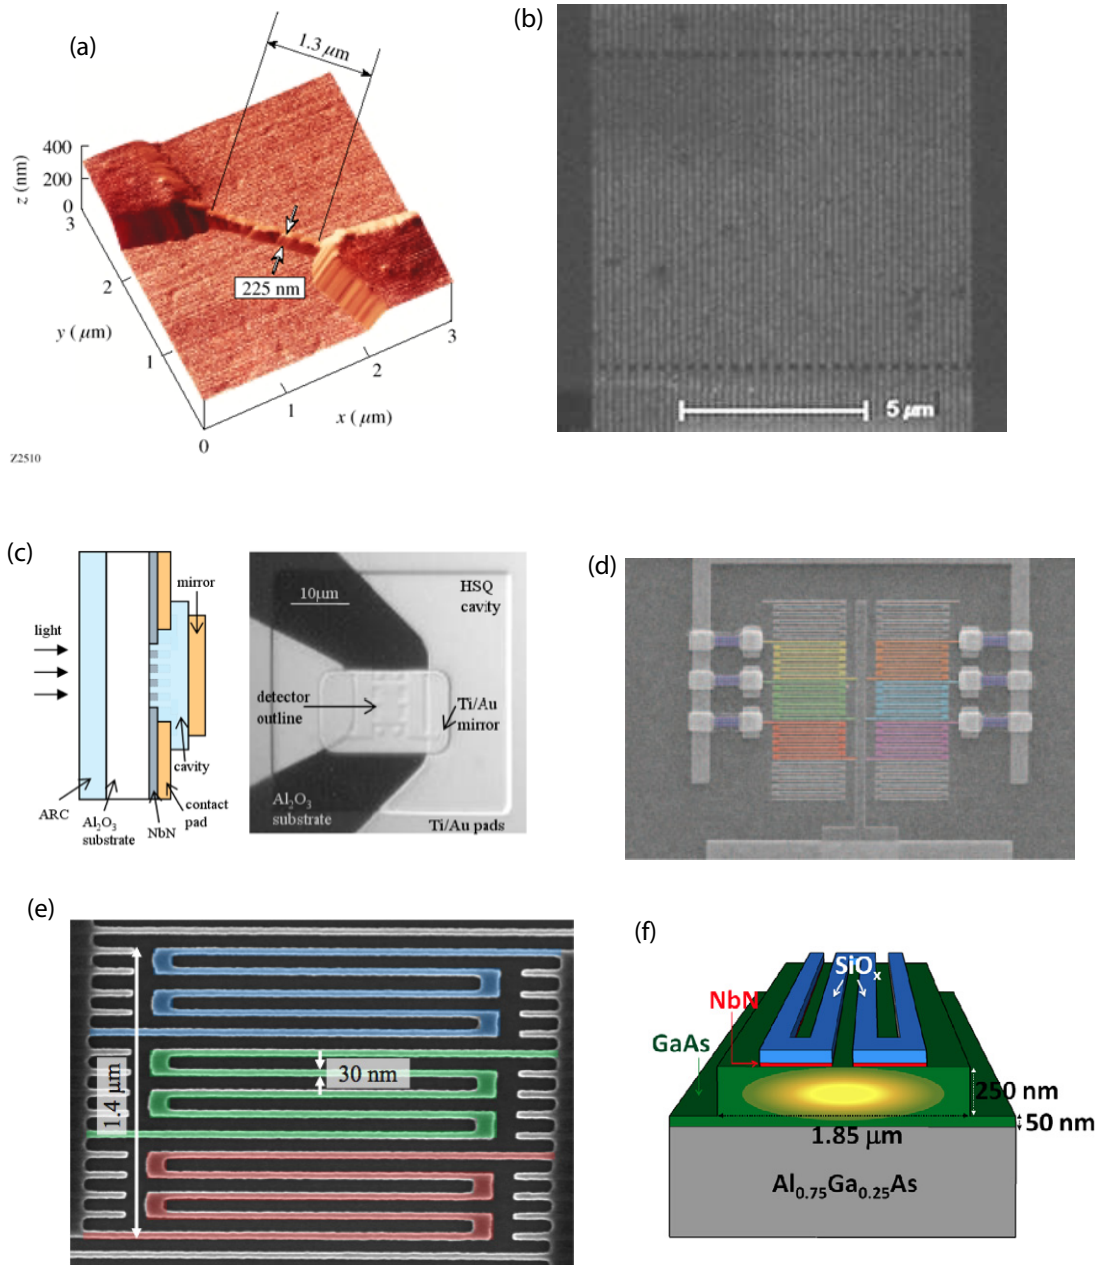 (a)
1.3 μm
400
200
0
z (nm)
3
2
1
y ( μm)
225 nm
3
2
1
0
x ( μm)
Z2510
(b)
5 μm
(c)
light
mirror
cavity
ARC
Al₂O₃
substrate
NbN
contact
pad
10μm
HSQ
cavity
detector
outline
Ti/Au
mirror
Al₂O₃
substrate
Ti/Au pads
(d)
(e)
1.4 μm
30 nm
(f)
SiOₓ
NbN
GaAs
250 nm
50 nm
1.85 μm
Al₀.₇₅Ga₀.₂₅As